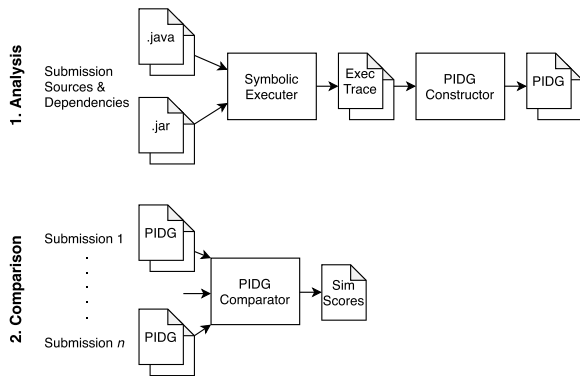 1. Analysis
Submission
Sources &
Dependencies
.java
.jar
Symbolic
Executer
Exec
Trace
PIDG
Constructor
PIDG
2. Comparison
Submission 1
.
.
.
.
.
Submission n
PIDG
PIDG
PIDG
Comparator
Sim
Scores